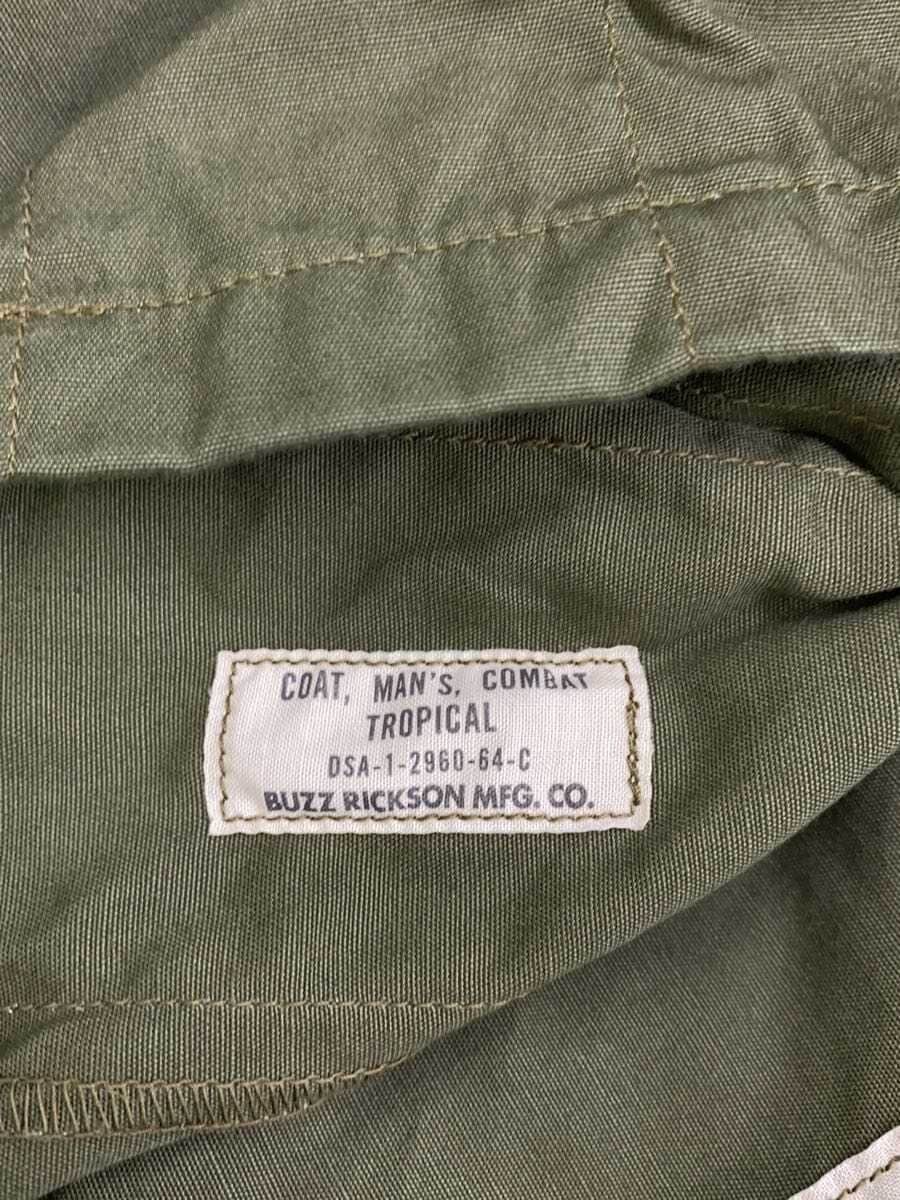 COAT, MAN'S, COMBAT
TROPICAL
DSA-1-2960-64-C
BUZZ RICKSON MFG. CO.